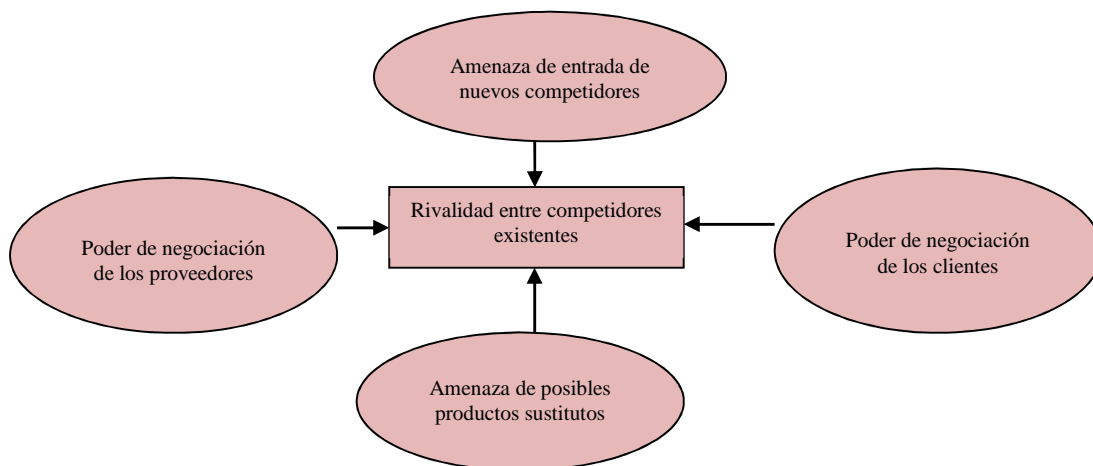 Amenaza de entrada de
nuevos competidores
Rivalidad entre competidores
existentes
Poder de negociación
de los proveedores
Poder de negociación
de los clientes
Amenaza de posibles
productos sustitutos